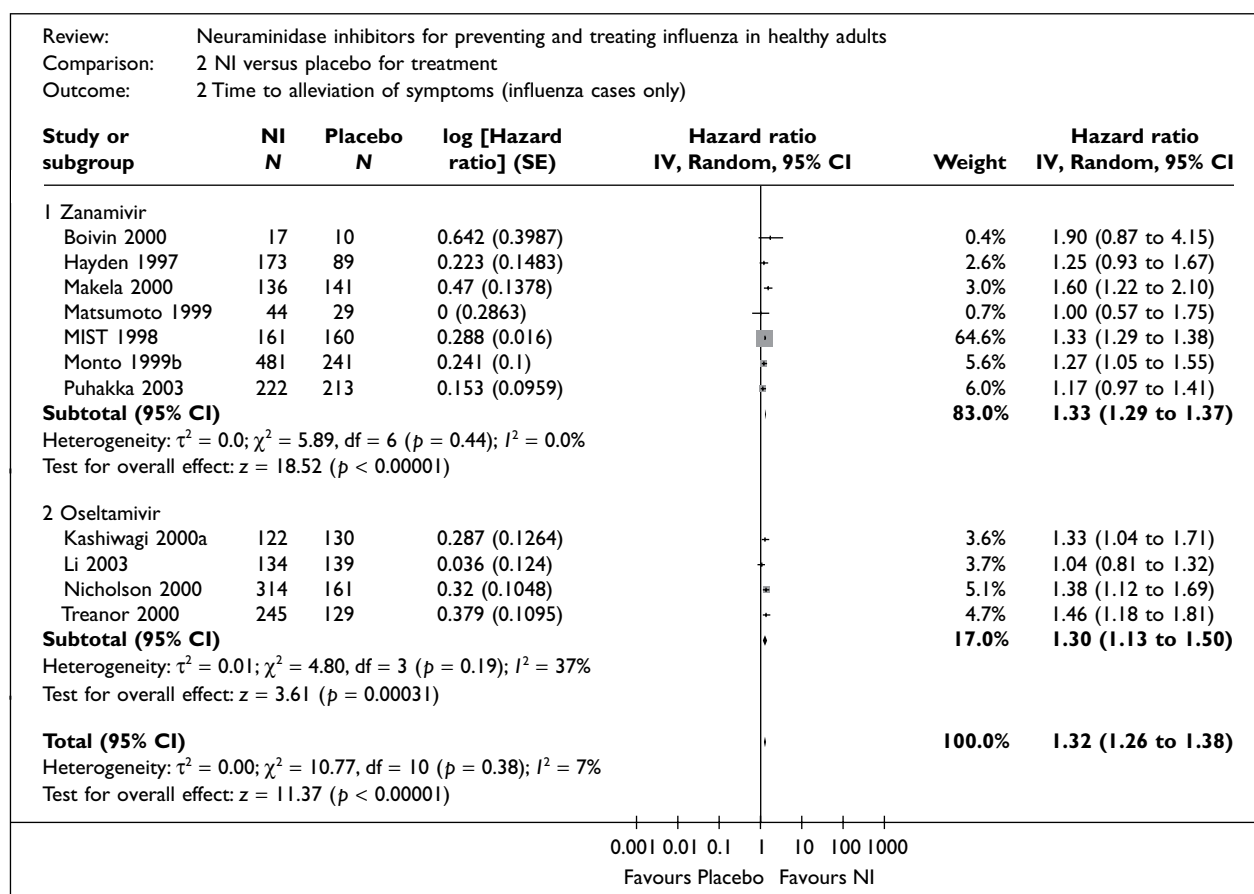 Review: Neuraminidase inhibitors for preventing and treating influenza in healthy adults
Comparison: 2 NI versus placebo for treatment
Outcome: 2 Time to alleviation of symptoms (influenza cases only)
Study or NI Placebo log [Hazard Hazard ratio Hazard ratio
subgroup N N ratio] (SE) IV, Random, 95% CI Weight IV, Random, 95% CI
1 Zanamivir
Boivin 2000 17 10 0.642 (0.3987) 0.4% 1.90 (0.87 to 4.15)
Hayden 1997 173 89 0.223 (0.1483) 2.6% 1.25 (0.93 to 1.67)
Makela 2000 136 141 0.47 (0.1378) 3.0% 1.60 (1.22 to 2.10)
Matsumoto 1999 44 29 0 (0.2863) 0.7% 1.00 (0.57 to 1.75)
MIST 1998 161 160 0.288 (0.016) 64.6% 1.33 (1.29 to 1.38)
Monto 1999b 481 241 0.241 (0.1) 5.6% 1.27 (1.05 to 1.55)
Puhakka 2003 222 213 0.153 (0.0959) 6.0% 1.17 (0.97 to 1.41)
Subtotal (95% CI) 83.0% 1.33 (1.29 to 1.37)
Heterogeneity: τ² = 0.0; χ² = 5.89, df = 6 (p = 0.44); I² = 0.0%
Test for overall effect: z = 18.52 (p < 0.00001)
2 Oseltamivir
Kashiwagi 2000a 122 130 0.287 (0.1264) 3.6% 1.33 (1.04 to 1.71)
Li 2003 134 139 0.036 (0.124) 3.7% 1.04 (0.81 to 1.32)
Nicholson 2000 314 161 0.32 (0.1048) 5.1% 1.38 (1.12 to 1.69)
Treanor 2000 245 129 0.379 (0.1095) 4.7% 1.46 (1.18 to 1.81)
Subtotal (95% CI) 17.0% 1.30 (1.13 to 1.50)
Heterogeneity: τ² = 0.01; χ² = 4.80, df = 3 (p = 0.19); I² = 37%
Test for overall effect: z = 3.61 (p = 0.00031)
Total (95% CI) 100.0% 1.32 (1.26 to 1.38)
Heterogeneity: τ² = 0.00; χ² = 10.77, df = 10 (p = 0.38); I² = 7%
Test for overall effect: z = 11.37 (p < 0.00001)
0.001 0.01 0.1 1 10 100 1000
Favours Placebo Favours NI